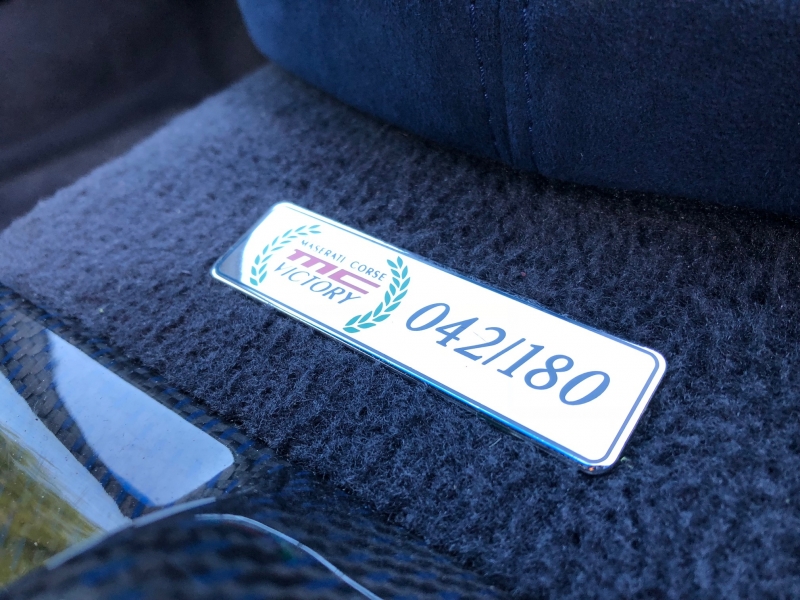 MASERATI CORSE
MC
VICTORY
042/180